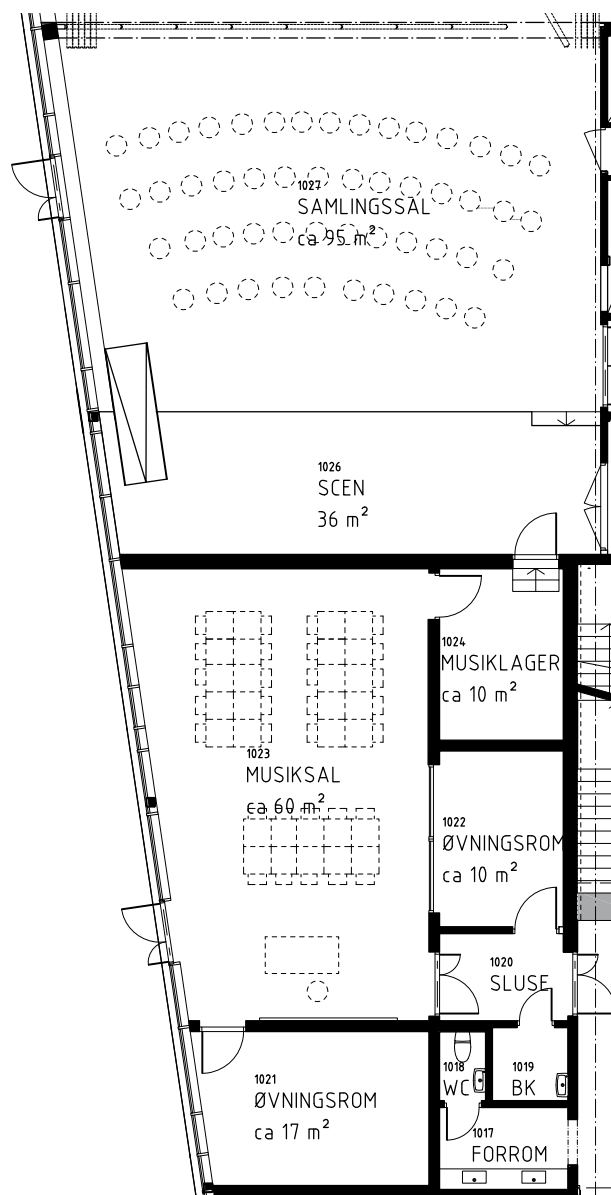 1027
SAMLINGSSAL
ca 95 m²
1026
SCEN
36 m²
1024
MUSIKLAGER
ca 10 m²
1023
MUSIKSAL
ca 60 m²
1022
ØVNINGSROM
ca 10 m²
1020
SLUSE
1021
ØVNINGSROM
ca 17 m²
1018
WC
1019
BK
1017
FORROM